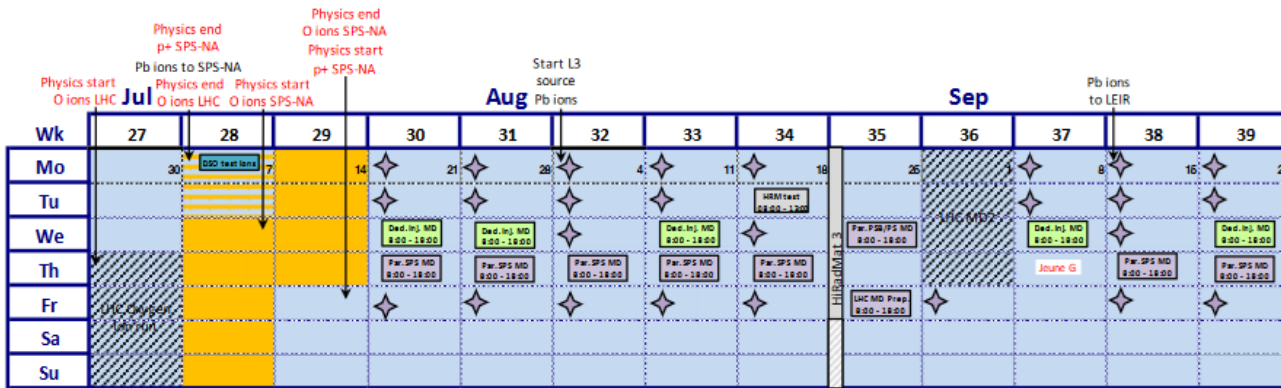 Physics end
p+ SPS-NA
Pb ions to SPS-NA
Physics end
O ions SPS-NA
Physics start
p+ SPS-NA
Physics start
O ions LHC
Physics end
O ions LHC
Physics start
O ions SPS-NA
Start L3
source
Pb ions
Pb ions
to LEIR
Jul Aug Sep
Wk 27 28 29 30 31 32 33 34 35 36 37 38 39
Mo 30 DSO test ions 7 14 21 28 4 11 18 25 1 8 15
Tu HRM test
08:00 - 13:00
LHC MD2
We Ded.Inj. MD Ded.Inj. MD Ded.Inj. MD Par.PSB/PS MD Ded.Inj. MD Ded.Inj. MD
8:00 - 18:00 8:00 - 18:00 8:00 - 18:00 8:00 - 18:00 8:00 - 18:00 8:00 - 18:00
Th Par.SPS MD Par.SPS MD Par.SPS MD Par.SPS MD Par.SPS MD Jeune G Par.SPS MD Par.SPS MD
8:00 - 18:00 8:00 - 18:00 8:00 - 18:00 8:00 - 18:00 8:00 - 18:00 8:00 - 18:00 8:00 - 18:00
HiRadMat 3
Fr LHC Oxygen
ion run
LHC MD Prep.
8:00 - 18:00
Sa
Su